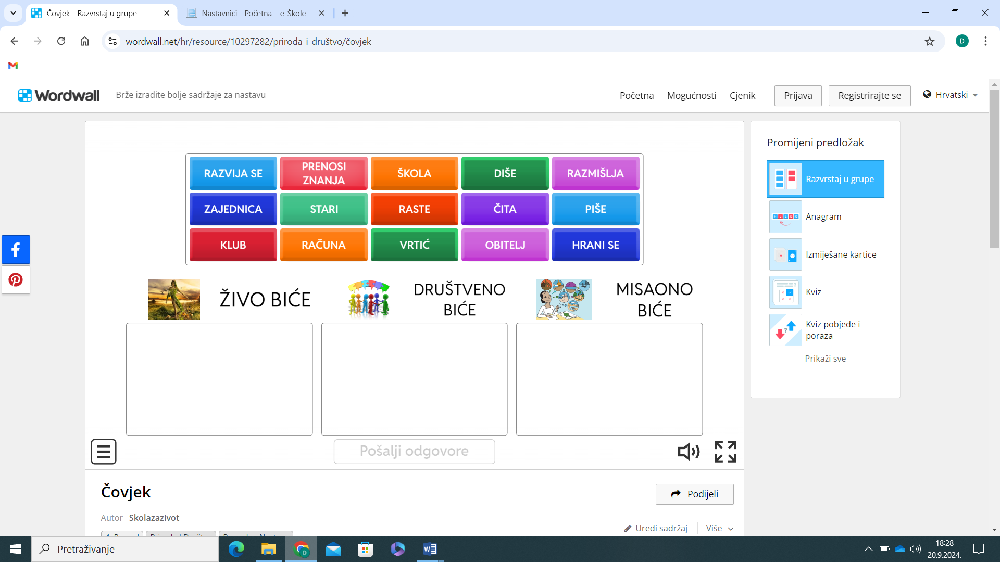 Čovjek - Razvrstaj u grupe
Nastavnici - Početna – e-Škole
wordwall.net/hr/resource/10297282/priroda-i-društvo/čovjek
D
Wordwall
Brže izradite bolje sadržaje za nastavu
Početna
Mogućnosti
Cjenik
Prijava
Registrirajte se
Hrvatski
RAZVIJA SE
PRENOSI
ZNANJA
ŠKOLA
DIŠE
RAZMIŠLJA
ZAJEDNICA
STARI
RASTE
ČITA
PIŠE
KLUB
RAČUNA
VRTIĆ
OBITELJ
HRANI SE
ŽIVO BIĆE
DRUŠTVENO
BIĆE
MISAONO
BIĆE
Pošalji odgovore
Promijeni predložak
Razvrstaj u grupe
Anagram
Izmiješane kartice
Kviz
Kviz pobjede i
poraza
Prikaži sve
Čovjek
Podijeli
Autor Skolazazivot
Uredi sadržaj
Više
Pretraživanje
18:28
20.9.2024.